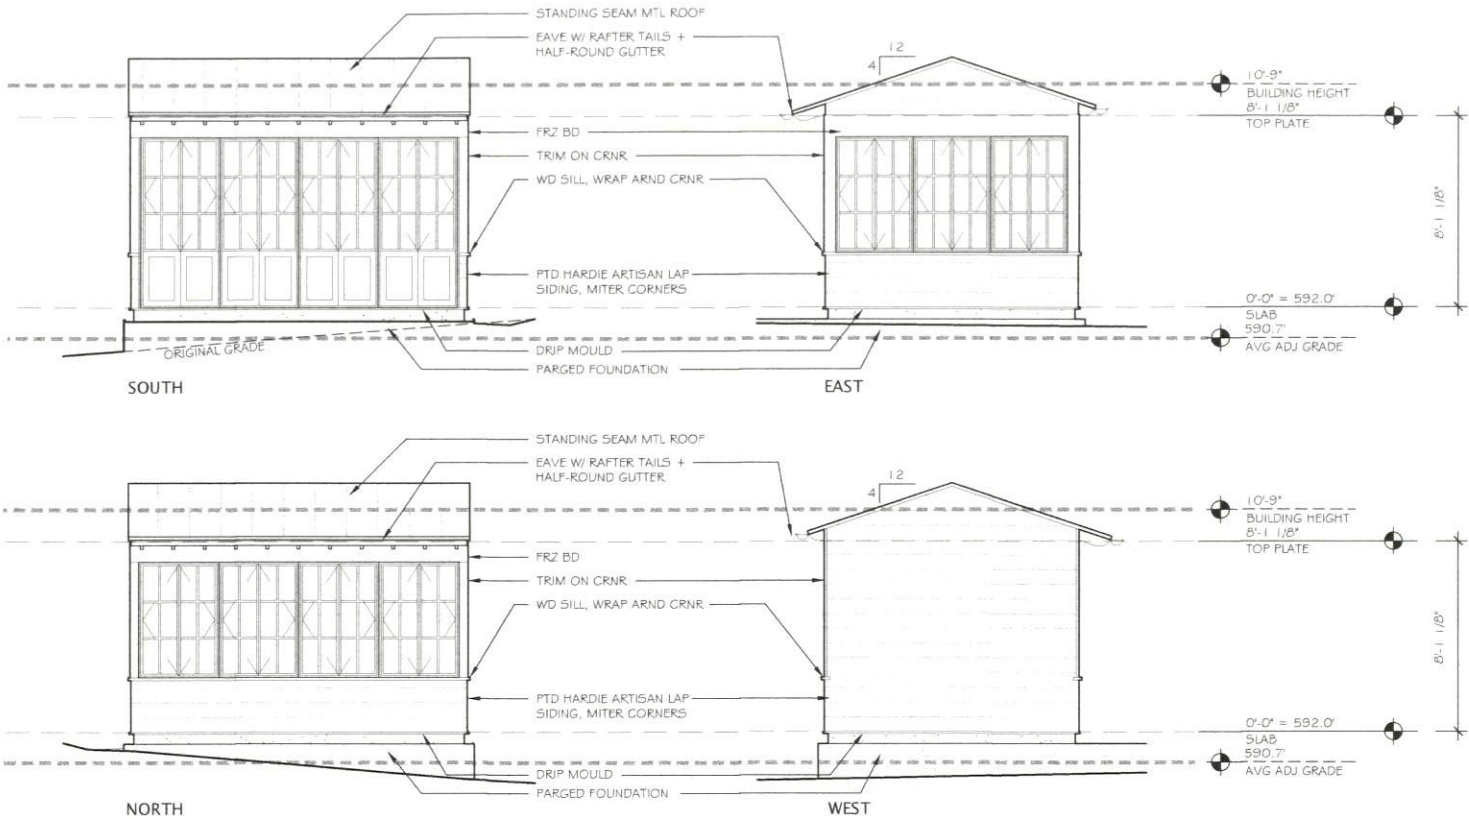 STANDING SEAM MTL ROOF
EAVE W/ RAFTER TAILS +
HALF-ROUND GUTTER
12
4
10'-9"
BUILDING HEIGHT
8'-1 1/8"
TOP PLATE
FRZ BD
TRIM ON CRNR
WD SILL, WRAP ARND CRNR
8'-1 1/8"
PTD HARDIE ARTISAN LAP
SIDING, MITER CORNERS
0'-0" = 592.0'
SLAB
590.7'
AVG ADJ GRADE
ORIGINAL GRADE
DRIP MOULD
PARGED FOUNDATION
SOUTH
EAST
STANDING SEAM MTL ROOF
EAVE W/ RAFTER TAILS +
HALF-ROUND GUTTER
12
4
10'-9"
BUILDING HEIGHT
8'-1 1/8"
TOP PLATE
FRZ BD
TRIM ON CRNR
WD SILL, WRAP ARND CRNR
8'-1 1/8"
PTD HARDIE ARTISAN LAP
SIDING, MITER CORNERS
0'-0" = 592.0'
SLAB
590.7'
AVG ADJ GRADE
DRIP MOULD
PARGED FOUNDATION
NORTH
WEST